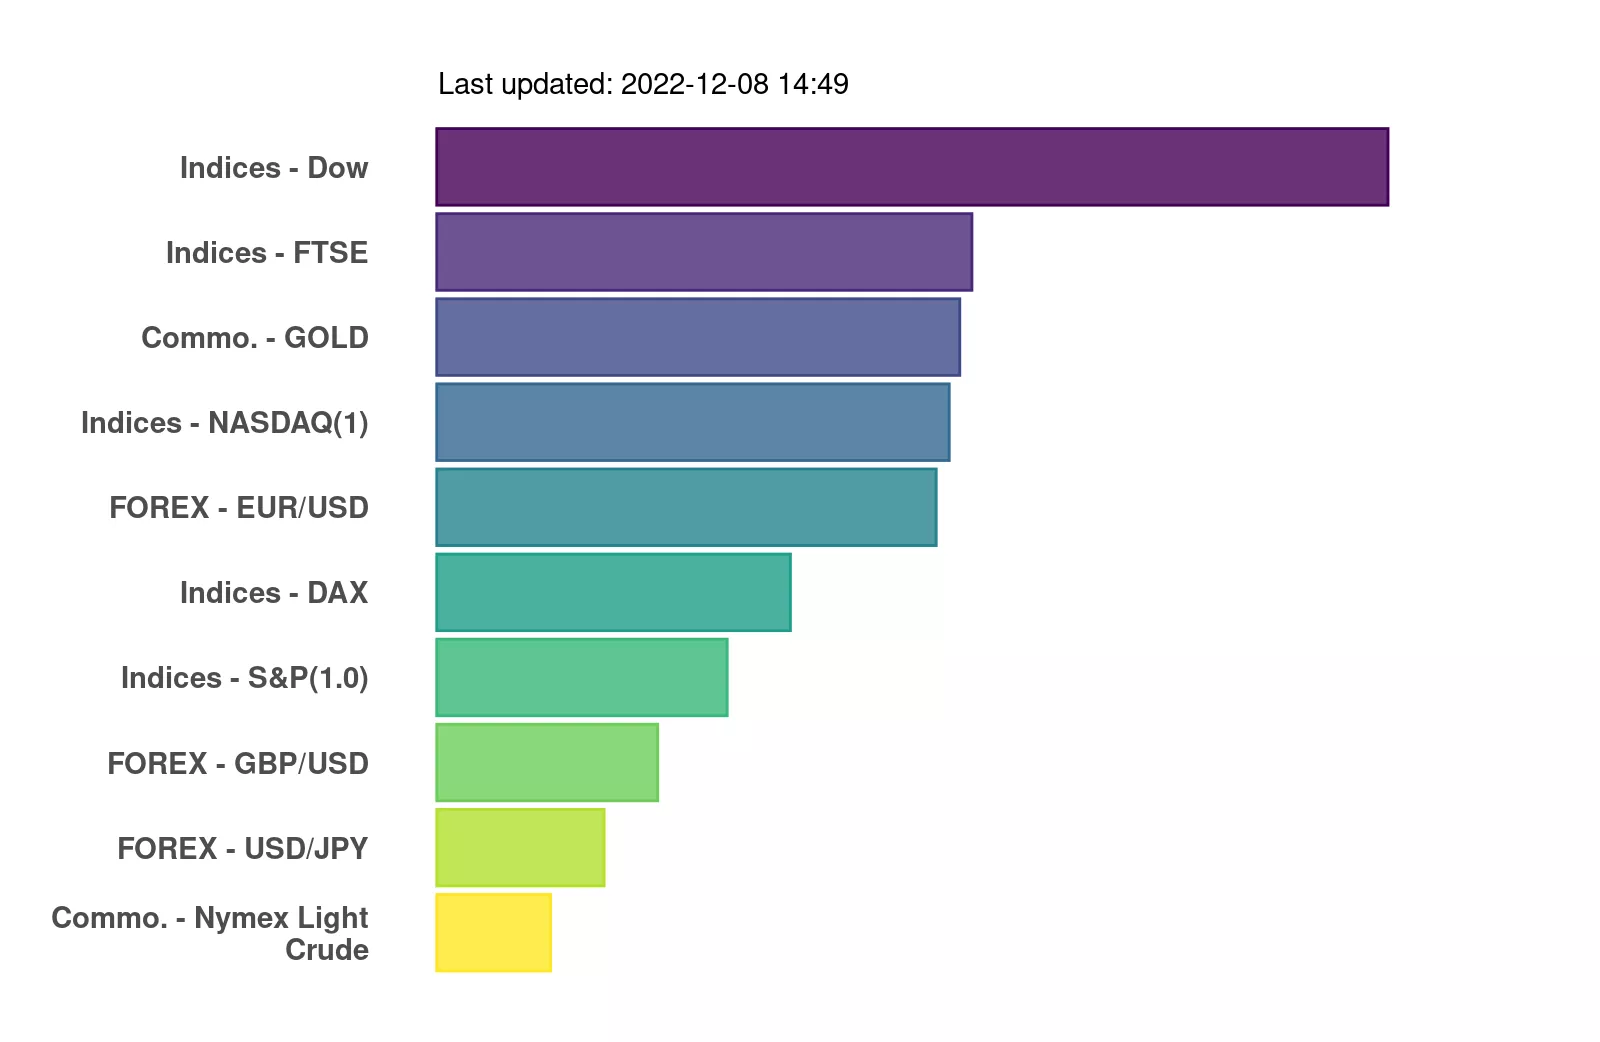 Last updated: 2022-12-08 14:49
Indices - Dow
Indices - FTSE
Commo. - GOLD
Indices - NASDAQ(1)
FOREX - EUR/USD
Indices - DAX
Indices - S&P(1.0)
FOREX - GBP/USD
FOREX - USD/JPY
Commo. - Nymex Light
Crude